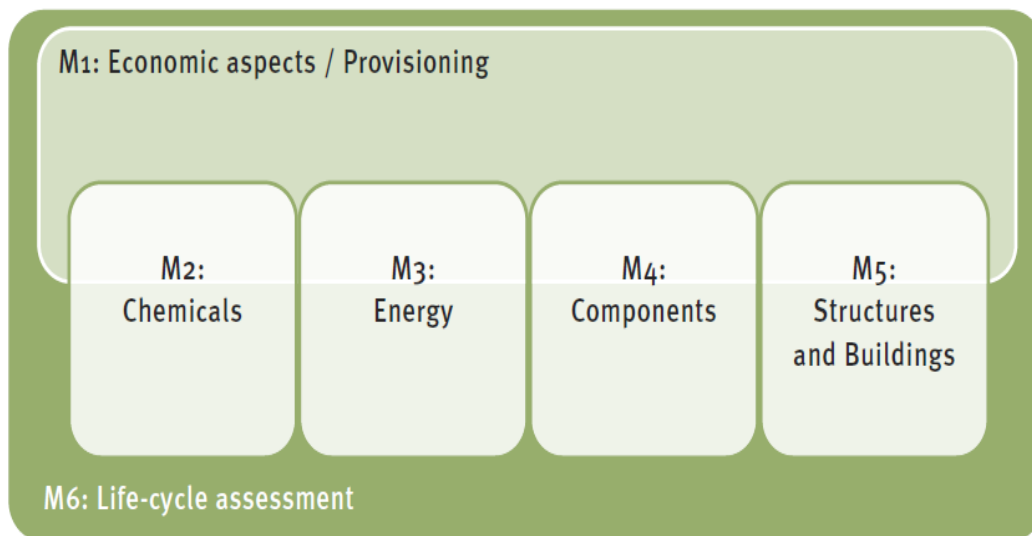 M1: Economic aspects / Provisioning
M2:
Chemicals
M3:
Energy
M4:
Components
M5:
Structures
and Buildings
M6: Life-cycle assessment